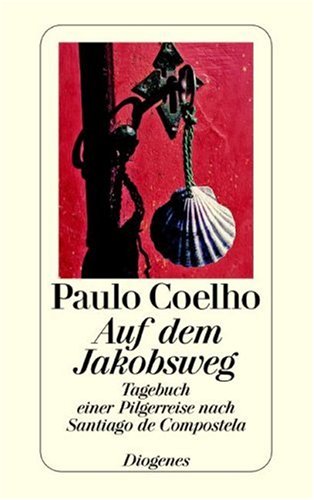 Paulo Coelho
Auf dem
Jakobsweg
Tagebuch
einer Pilgerreise nach
Santiago de Compostela
Diogenes